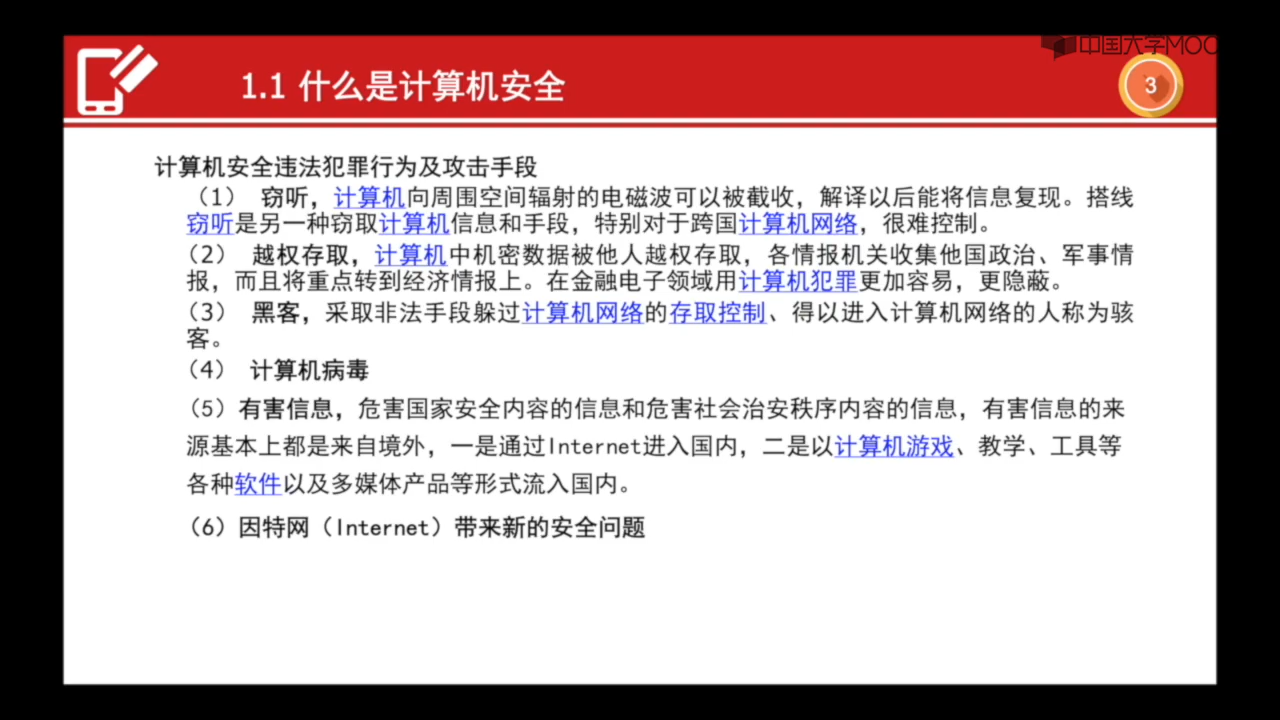 中国大学MOO
1.1 什么是计算机安全
3
计算机安全违法犯罪行为及攻击手段
（1） 窃听，计算机向周围空间辐射的电磁波可以被截收，解译以后能将信息复现。搭线
窃听是另一种窃取计算机信息和手段，特别对于跨国计算机网络，很难控制。
（2） 越权存取，计算机中机密数据被他人越权存取，各情报机关收集他国政治、军事情
报，而且将重点转到经济情报上。在金融电子领域用计算机犯罪更加容易，更隐蔽。
（3） 黑客，采取非法手段躲过计算机网络的存取控制、得以进入计算机网络的人称为骇
客。
（4） 计算机病毒
（5）有害信息，危害国家安全内容的信息和危害社会治安秩序内容的信息，有害信息的来
源基本上都是来自境外，一是通过Internet进入国内，二是以计算机游戏、教学、工具等
各种软件以及多媒体产品等形式流入国内。
（6）因特网（Internet）带来新的安全问题